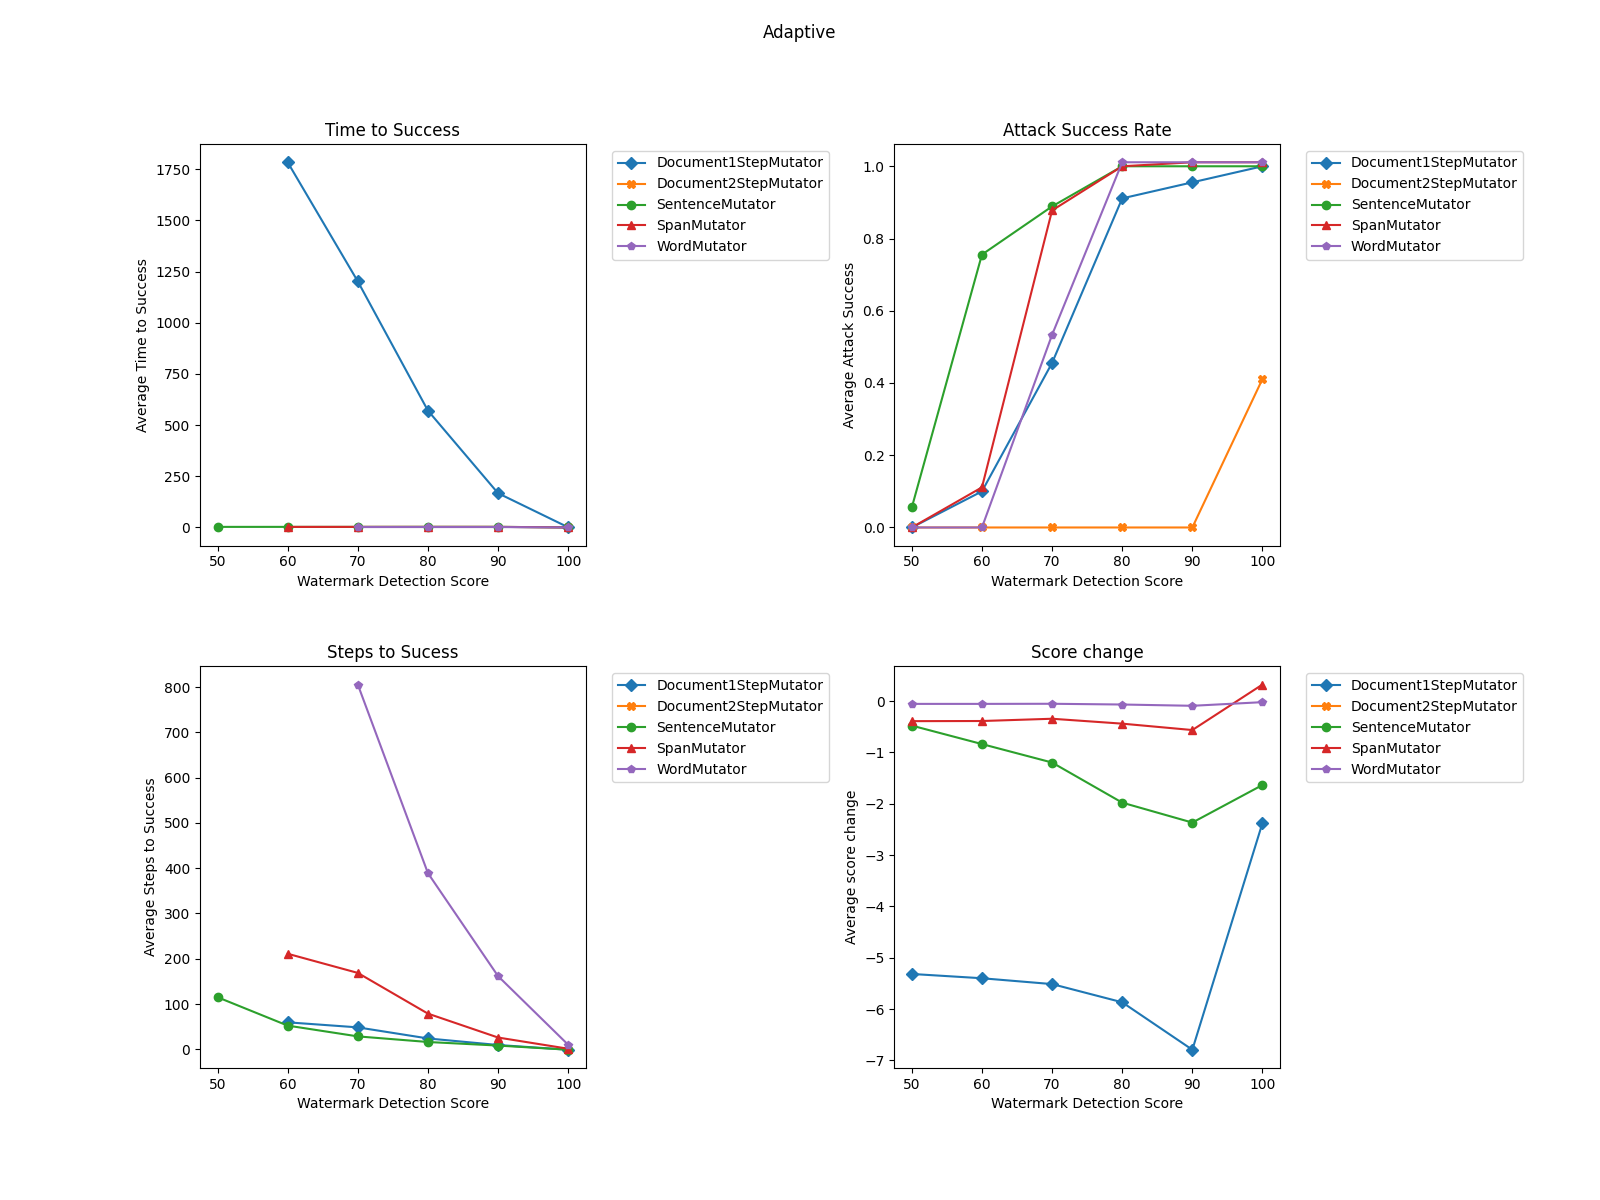 Adaptive
Time to Success
Average Time to Success
1750
1500
1250
1000
750
500
250
0
50 60 70 80 90 100
Watermark Detection Score
Document1StepMutator
Document2StepMutator
SentenceMutator
SpanMutator
WordMutator
Attack Success Rate
Average Attack Success
1.0
0.8
0.6
0.4
0.2
0.0
50 60 70 80 90 100
Watermark Detection Score
Document1StepMutator
Document2StepMutator
SentenceMutator
SpanMutator
WordMutator
Steps to Sucess
Average Steps to Success
800
700
600
500
400
300
200
100
0
50 60 70 80 90 100
Watermark Detection Score
Document1StepMutator
Document2StepMutator
SentenceMutator
SpanMutator
WordMutator
Score change
Average score change
0
−1
−2
−3
−4
−5
−6
−7
50 60 70 80 90 100
Watermark Detection Score
Document1StepMutator
Document2StepMutator
SentenceMutator
SpanMutator
WordMutator